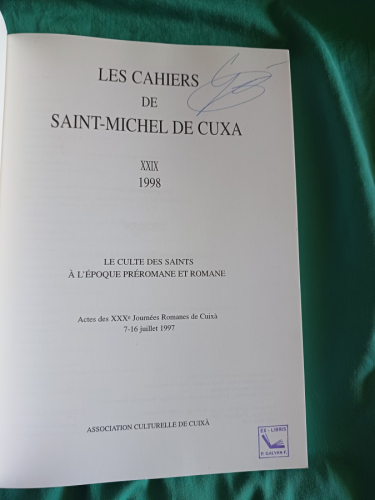 LES CAHIERS
DE
SAINT-MICHEL DE CUXA
XXIX
1998
LE CULTE DES SAINTS
À L'ÉPOQUE PRÉROMANE ET ROMANE
Actes des XXXᵉ Journées Romanes de Cuixà
7-16 juillet 1997
ASSOCIATION CULTURELLE DE CUIXÀ
EX-LIBRIS
P. GALVAN F.